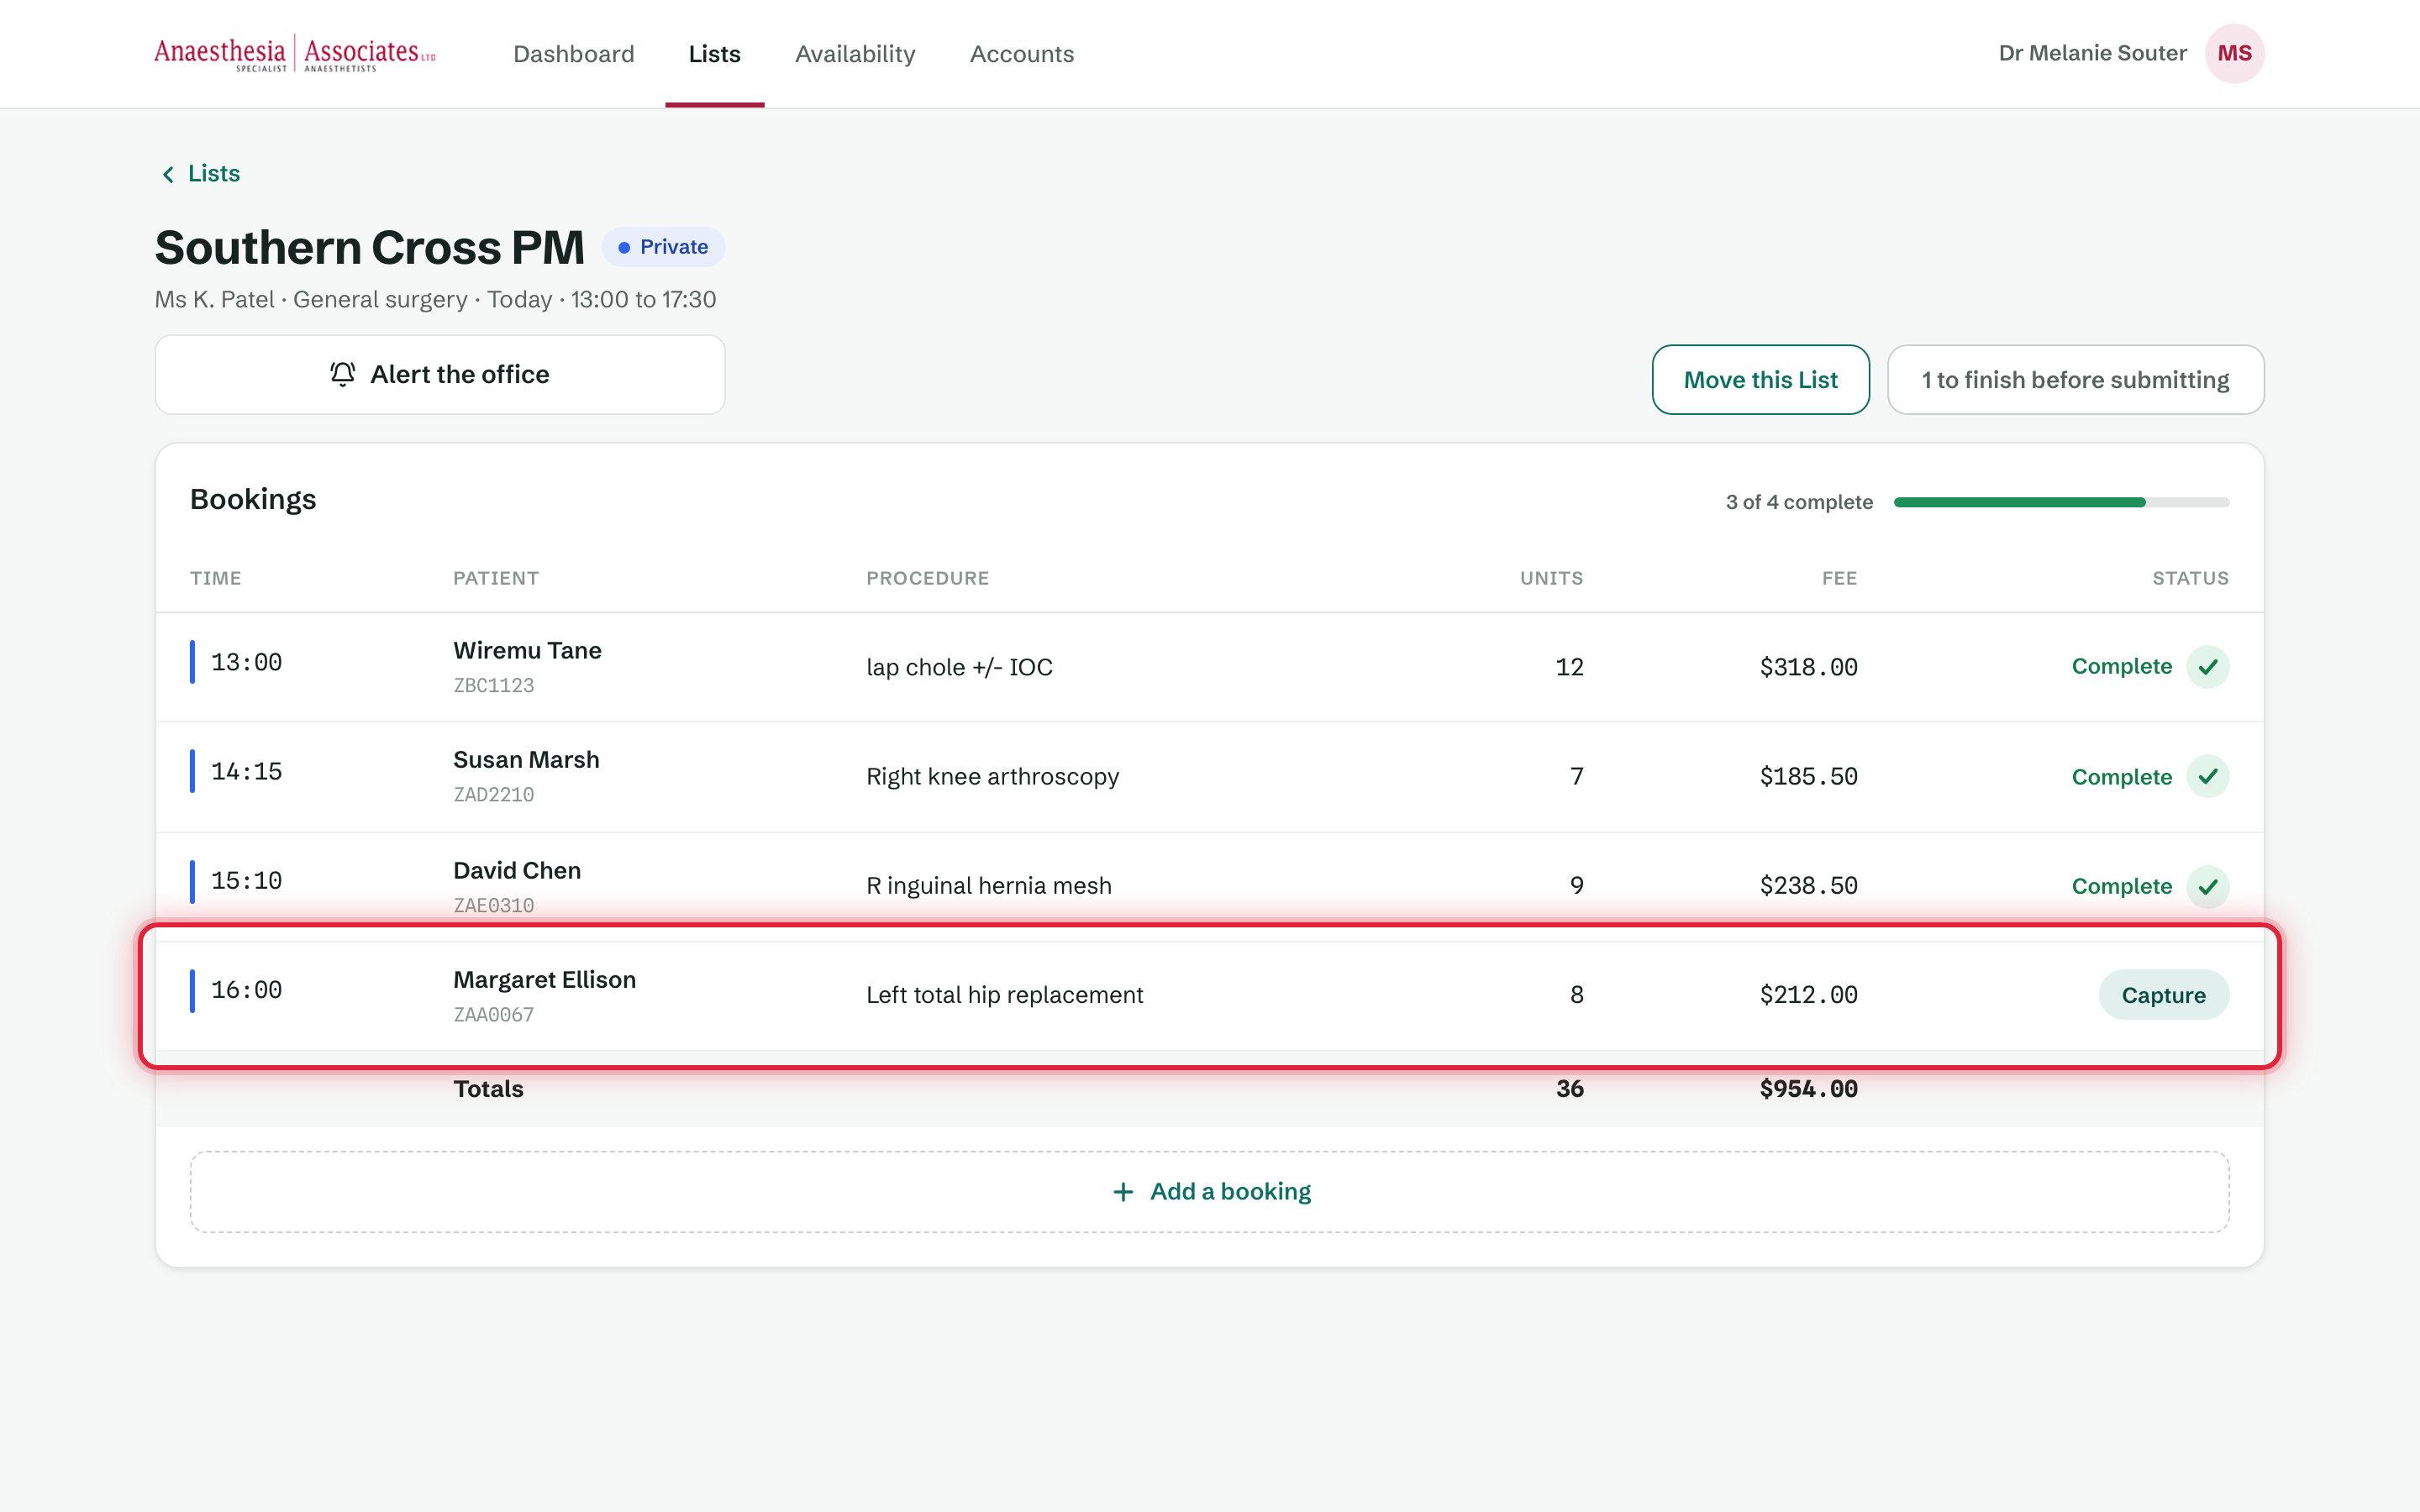 Anaesthesia Associates LTD
SPECIALIST ANAESTHETISTS
Dashboard
Lists
Availability
Accounts
Dr Melanie Souter
MS
Lists
Southern Cross PM
Private
Ms K. Patel · General surgery · Today · 13:00 to 17:30
Alert the office
Move this List
1 to finish before submitting
Bookings
3 of 4 complete
TIME PATIENT PROCEDURE UNITS FEE STATUS
13:00 Wiremu Tane lap chole +/- IOC 12 $318.00 Complete
ZBC1123
14:15 Susan Marsh Right knee arthroscopy 7 $185.50 Complete
ZAD2210
15:10 David Chen R inguinal hernia mesh 9 $238.50 Complete
ZAE0310
16:00 Margaret Ellison Left total hip replacement 8 $212.00 Capture
ZAA0067
Totals 36 $954.00
+ Add a booking